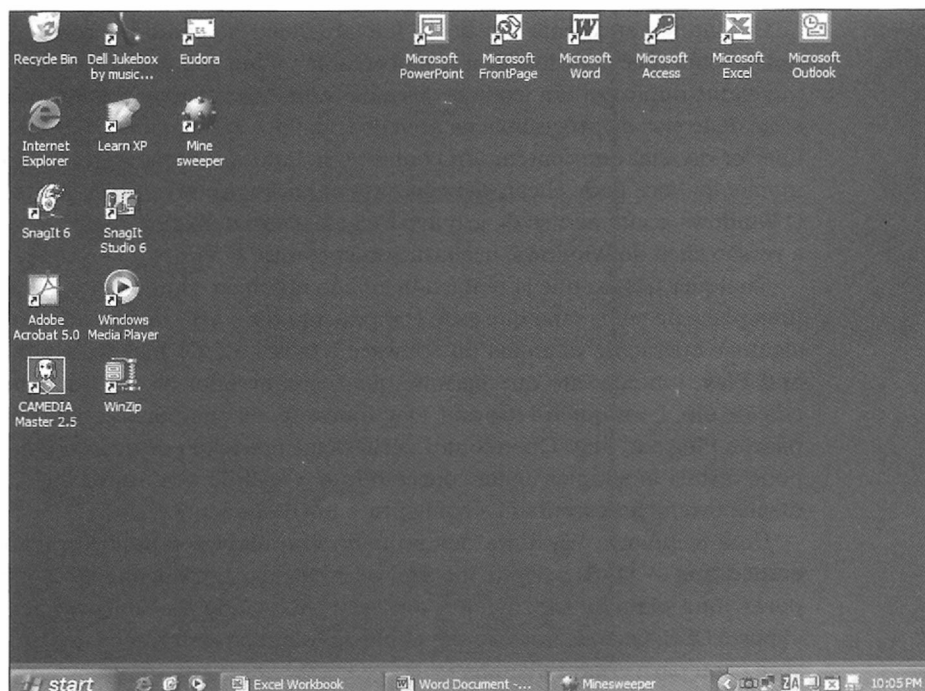 Recycle Bin
Dell Jukebox
by music...
Eudora
Microsoft
PowerPoint
Microsoft
FrontPage
Microsoft
Word
Microsoft
Access
Microsoft
Excel
Microsoft
Outlook
Internet
Explorer
Learn XP
Mine
sweeper
SnagIt 6
SnagIt
Studio 6
Adobe
Acrobat 5.0
Windows
Media Player
CAMEDIA
Master 2.5
WinZip
start
Excel Workbook
Word Document -...
Minesweeper
10:05 PM